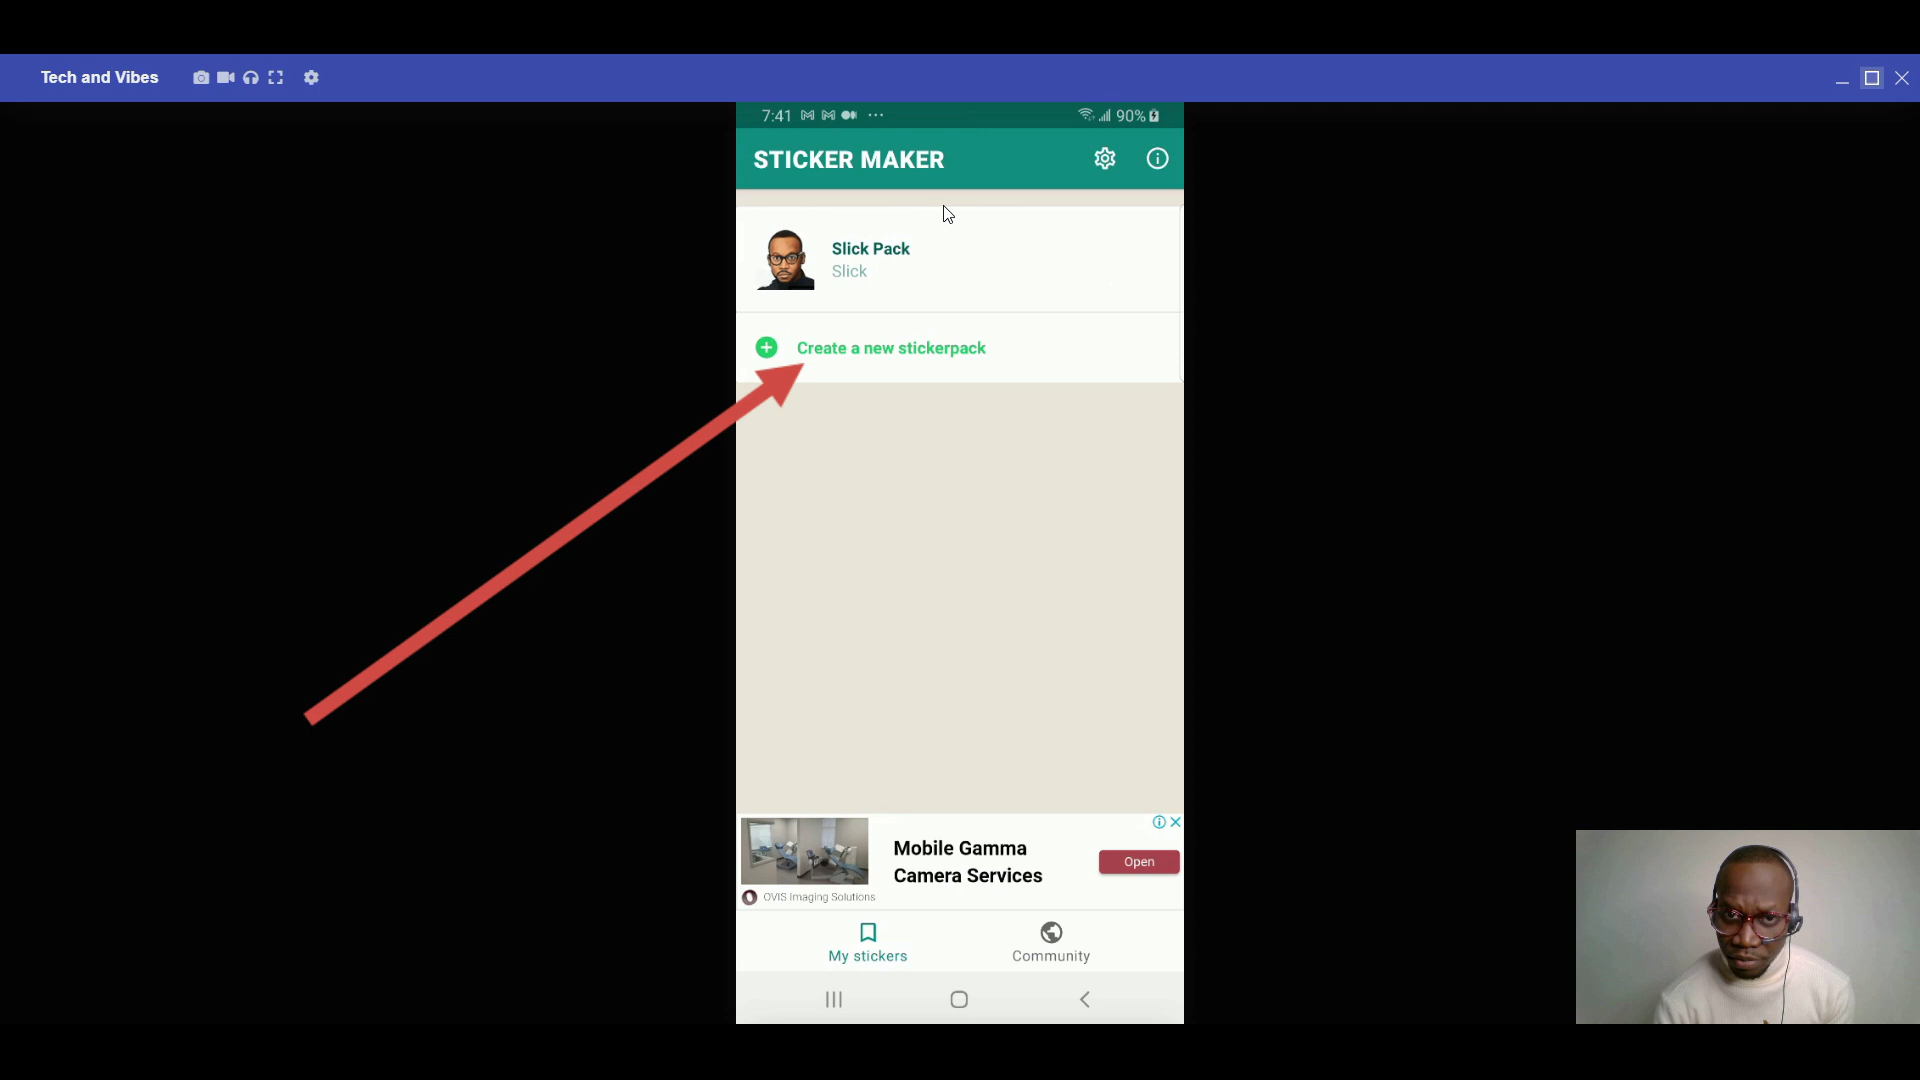 Tech and Vibes
7:41
90%
STICKER MAKER
Slick Pack
Slick
Create a new stickerpack
Mobile Gamma
Camera Services
Open
OVIS Imaging Solutions
My stickers
Community